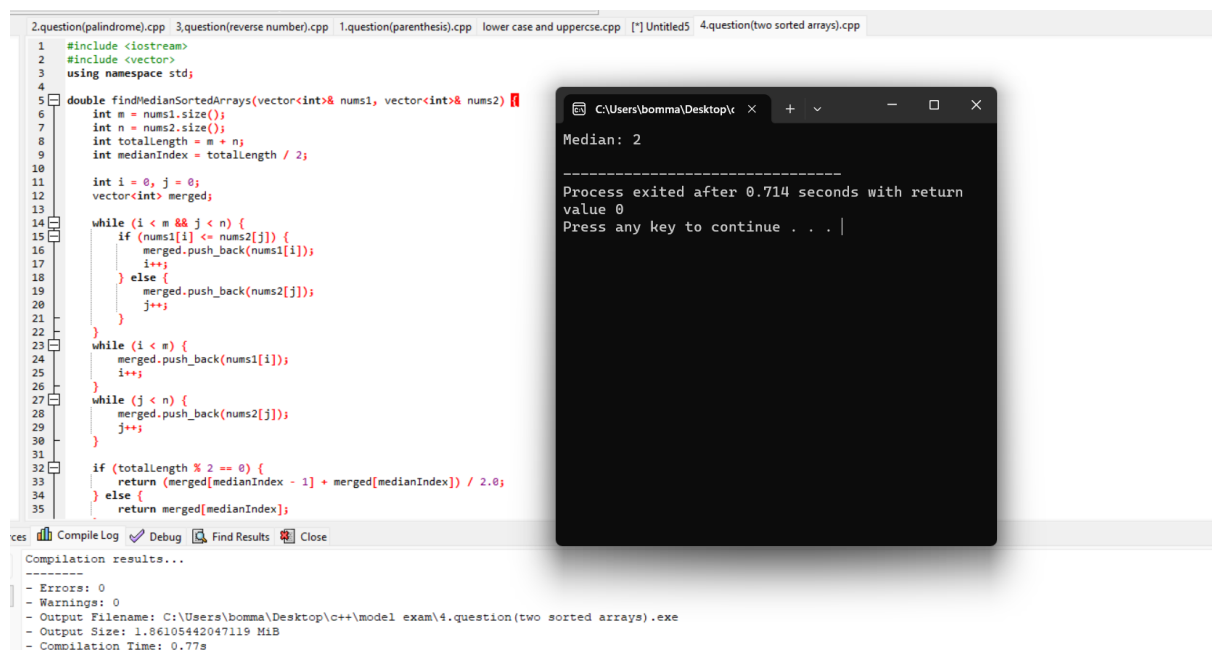 2.question(palindrome).cpp 3,question(reverse number).cpp 1.question(parenthesis).cpp lower case and uppercse.cpp [*] Untitled5 4.question(two sorted arrays).cpp
1 #include <iostream>
2 #include <vector>
3 using namespace std;
4
5 double findMedianSortedArrays(vector<int>& nums1, vector<int>& nums2) {
6 int m = nums1.size();
7 int n = nums2.size();
8 int totalLength = m + n;
9 int medianIndex = totalLength / 2;
10
11 int i = 0, j = 0;
12 vector<int> merged;
13
14 while (i < m && j < n) {
15 if (nums1[i] <= nums2[j]) {
16 merged.push_back(nums1[i]);
17 i++;
18 } else {
19 merged.push_back(nums2[j]);
20 j++;
21 }
22 }
23 while (i < m) {
24 merged.push_back(nums1[i]);
25 i++;
26 }
27 while (j < n) {
28 merged.push_back(nums2[j]);
29 j++;
30 }
31
32 if (totalLength % 2 == 0) {
33 return (merged[medianIndex - 1] + merged[medianIndex]) / 2.0;
34 } else {
35 return merged[medianIndex];
C:\Users\bomma\Desktop\c
Median: 2
--------------------------------
Process exited after 0.714 seconds with return
value 0
Press any key to continue . . .
Compile Log Debug Find Results Close
Compilation results...
--------
- Errors: 0
- Warnings: 0
- Output Filename: C:\Users\bomma\Desktop\c++\model exam\4.question(two sorted arrays).exe
- Output Size: 1.86105442047119 MiB
- Compilation Time: 0.77s